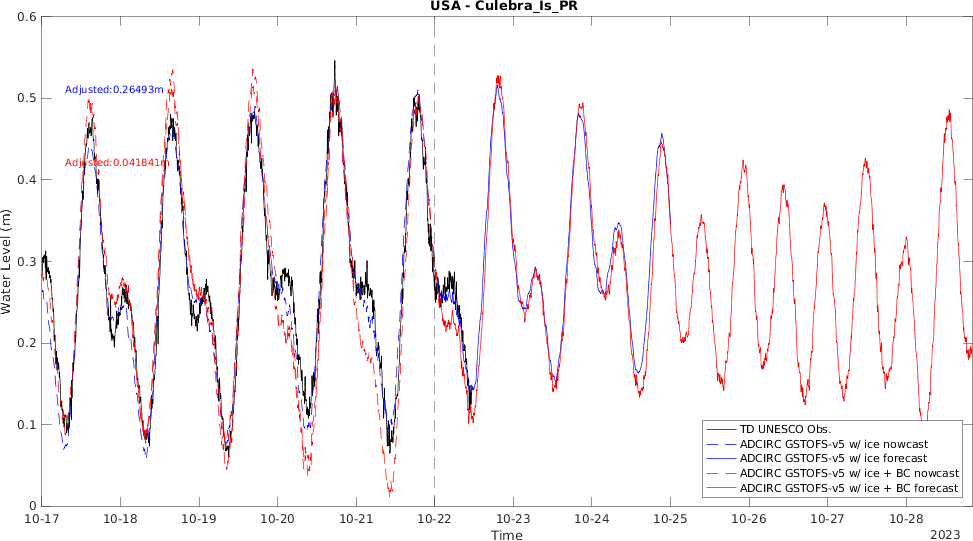 USA - Culebra_Is_PR
0.6
0.5
0.4
0.3
0.2
0.1
0
Water Level (m)
Adjusted:0.26493m
Adjusted:0.041841m
TD UNESCO Obs.
ADCIRC GSTOFS-v5 w/ ice nowcast
ADCIRC GSTOFS-v5 w/ ice forecast
ADCIRC GSTOFS-v5 w/ ice + BC nowcast
ADCIRC GSTOFS-v5 w/ ice + BC forecast
10-17 10-18 10-19 10-20 10-21 10-22 10-23 10-24 10-25 10-26 10-27 10-28
Time
2023